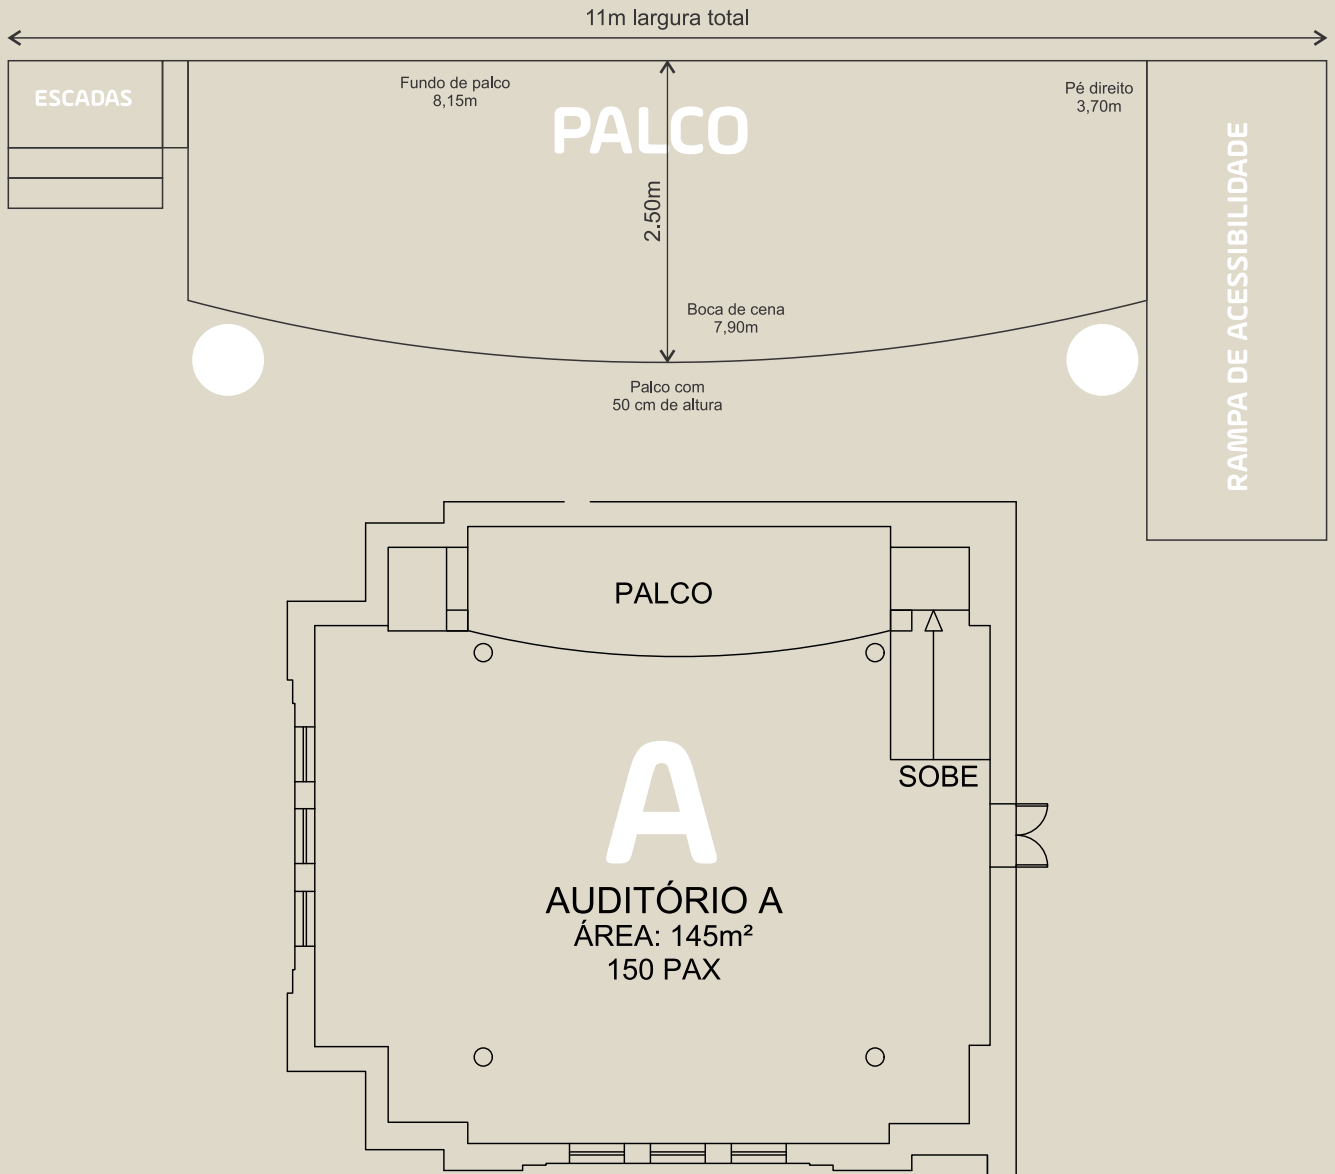 11m largura total
ESCADAS
Fundo de palco
8,15m
PALCO
Pé direito
3,70m
2.50m
RAMPA DE ACESSIBILIDADE
Boca de cena
7,90m
Palco com
50 cm de altura
PALCO
SOBE
A
AUDITÓRIO A
ÁREA: 145m²
150 PAX